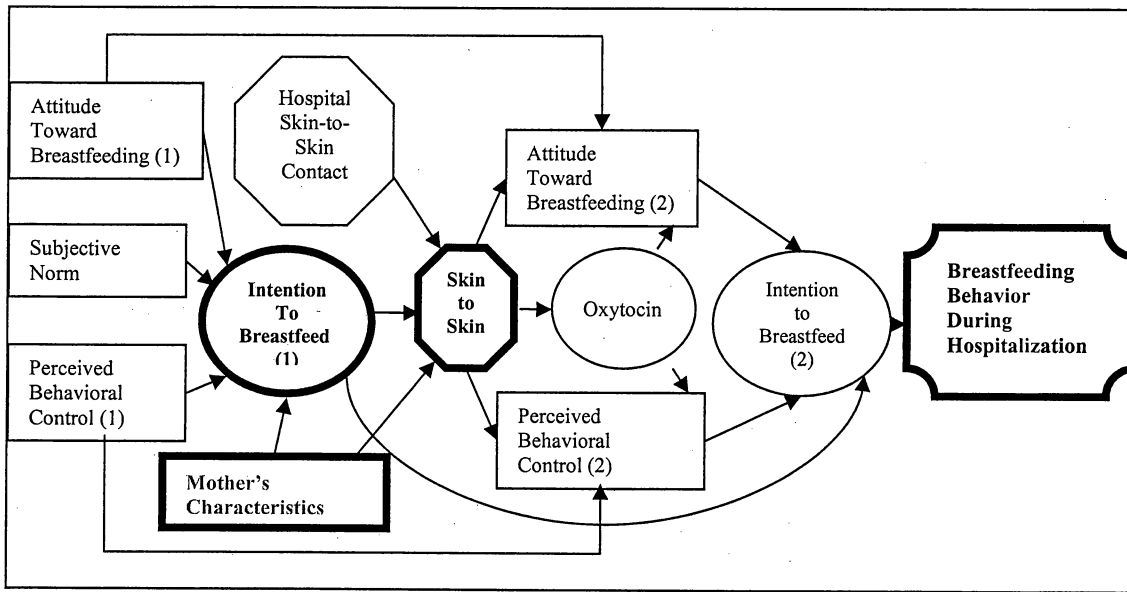 Attitude
Toward
Breastfeeding (1)
Hospital
Skin-to-
Skin
Contact
Attitude
Toward
Breastfeeding (2)
Subjective
Norm
Intention
To
Breastfeed
(1)
Skin
to
Skin
Oxytocin
Intention
to
Breastfeed
(2)
Breastfeeding
Behavior
During
Hospitalization
Perceived
Behavioral
Control (1)
Perceived
Behavioral
Control (2)
Mother's
Characteristics